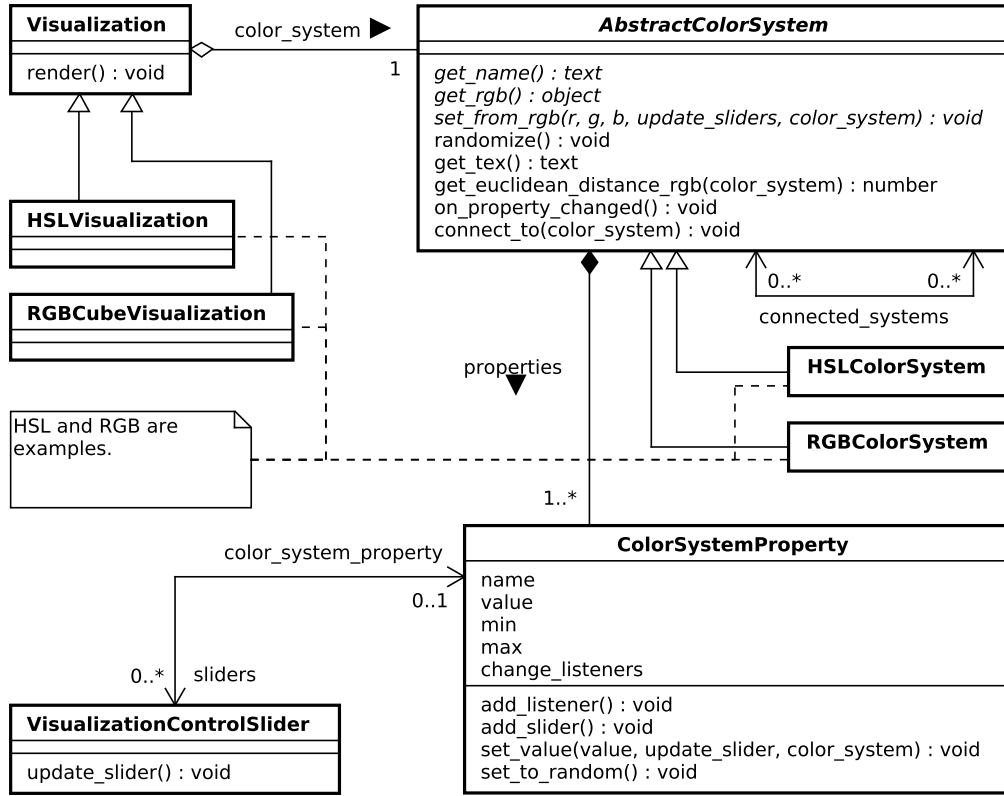 Visualization
render() : void
color_system
1
AbstractColorSystem
get_name() : text
get_rgb() : object
set_from_rgb(r, g, b, update_sliders, color_system) : void
randomize() : void
get_tex() : text
get_euclidean_distance_rgb(color_system) : number
on_property_changed() : void
connect_to(color_system) : void
HSLVisualization
RGBCubeVisualization
0..*
0..*
connected_systems
properties
HSLColorSystem
RGBColorSystem
HSL and RGB are
examples.
1..*
ColorSystemProperty
name
value
min
max
change_listeners
add_listener() : void
add_slider() : void
set_value(value, update_slider, color_system) : void
set_to_random() : void
color_system_property
0..1
0..*
sliders
VisualizationControlSlider
update_slider() : void